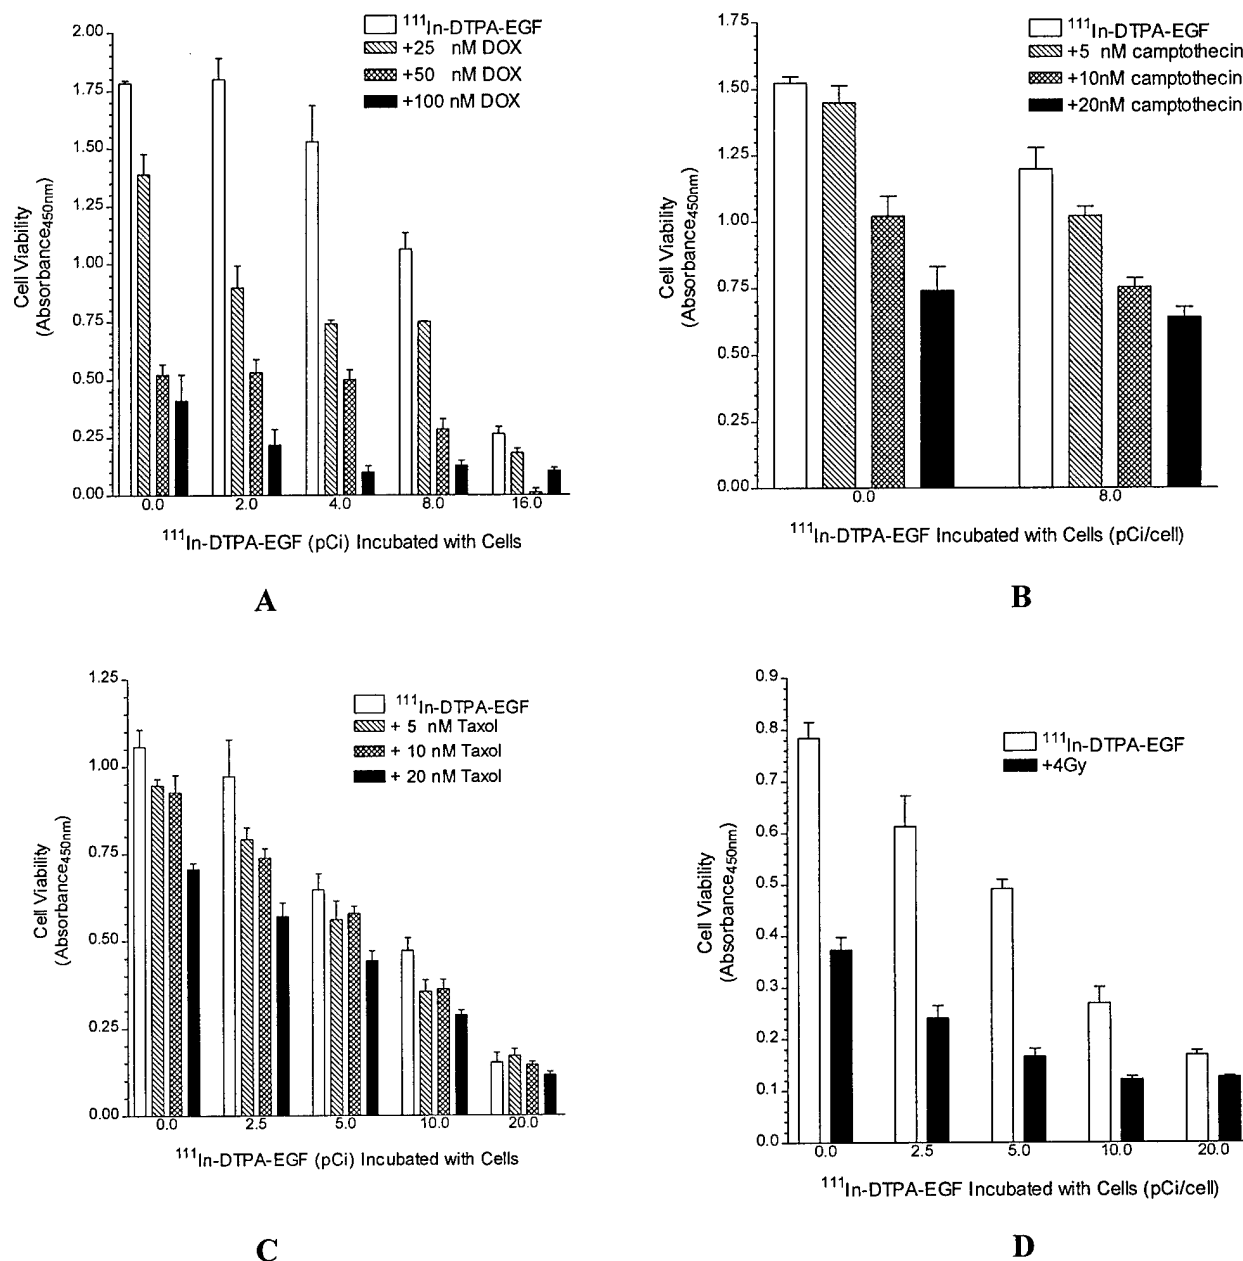 ¹¹¹In-DTPA-EGF
+25 nM DOX
+50 nM DOX
+100 nM DOX
2.00
1.75
1.50
1.25
1.00
0.75
0.50
0.25
0.00
Cell Viability
(Absorbance₄₅₀nm)
0.0 2.0 4.0 8.0 16.0
¹¹¹In-DTPA-EGF (pCi) Incubated with Cells
A
¹¹¹In-DTPA-EGF
+5 nM camptothecin
+10nM camptothecin
+20nM camptothecin
1.75
1.50
1.25
1.00
0.75
0.50
0.25
0.00
Cell Viability
(Absorbance₄₅₀nm)
0.0 8.0
¹¹¹In-DTPA-EGF Incubated with Cells (pCi/cell)
B
¹¹¹In-DTPA-EGF
+ 5 nM Taxol
+ 10 nM Taxol
+ 20 nM Taxol
1.25
1.00
0.75
0.50
0.25
0.00
Cell Viability
(Absorbance₄₅₀nm)
0.0 2.5 5.0 10.0 20.0
¹¹¹In-DTPA-EGF (pCi) Incubated with Cells
C
¹¹¹In-DTPA-EGF
+4Gy
0.9
0.8
0.7
0.6
0.5
0.4
0.3
0.2
0.1
0.0
Cell Viability
(Absorbance₄₅₀nm)
0.0 2.5 5.0 10.0 20.0
¹¹¹In-DTPA-EGF Incubated with Cells (pCi/cell)
D